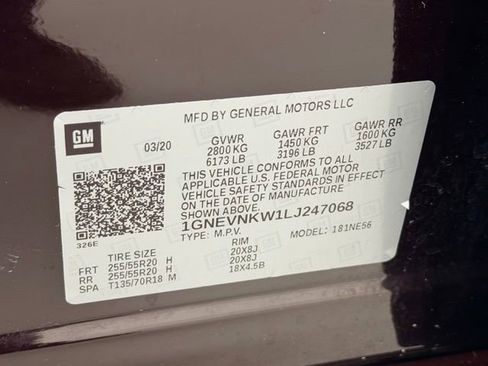 MFD BY GENERAL MOTORS LLC
GM
03/20
GVWR GAWR FRT GAWR RR
2800 KG 1450 KG 1600 KG
6173 LB 3196 LB 3527 LB
THIS VEHICLE CONFORMS TO ALL
APPLICABLE U.S. FEDERAL MOTOR
VEHICLE SAFETY STANDARDS IN EFFECT
ON THE DATE OF MANUFACTURE
SHOWN ABOVE.
1GNEVNKW1LJ247068
TYPE: M.P.V. MODEL: 181NE56
326E
TIRE SIZE RIM
FRT 255/55R20 H 20X8J
RR 255/55R20 H 20X8J
SPA T135/70R18 M 18X4.5B